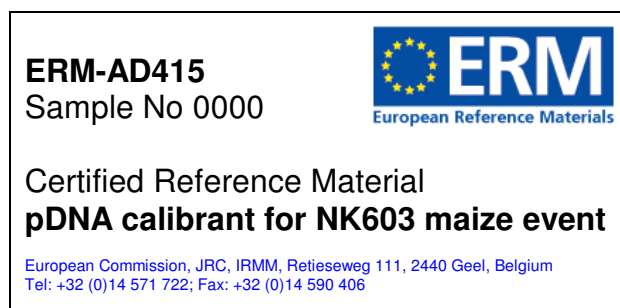 ERM-AD415
Sample No 0000
ERM
European Reference Materials
Certified Reference Material
pDNA calibrant for NK603 maize event
European Commission, JRC, IRMM, Retieseweg 111, 2440 Geel, Belgium
Tel: +32 (0)14 571 722; Fax: +32 (0)14 590 406